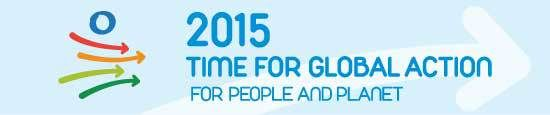 2015
TIME FOR GLOBAL ACTION
FOR PEOPLE AND PLANET